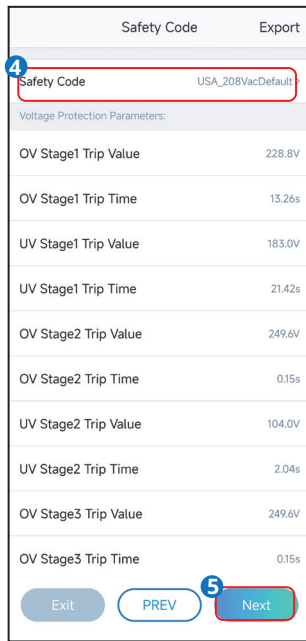 Safety Code Export
4
Safety Code USA_208VacDefault >
Voltage Protection Parameters:
OV Stage1 Trip Value 228.8V
OV Stage1 Trip Time 13.26s
UV Stage1 Trip Value 183.0V
UV Stage1 Trip Time 21.42s
OV Stage2 Trip Value 249.6V
OV Stage2 Trip Time 0.15s
UV Stage2 Trip Value 104.0V
UV Stage2 Trip Time 2.04s
OV Stage3 Trip Value 249.6V
OV Stage3 Trip Time 0.15s
5
Exit PREV Next